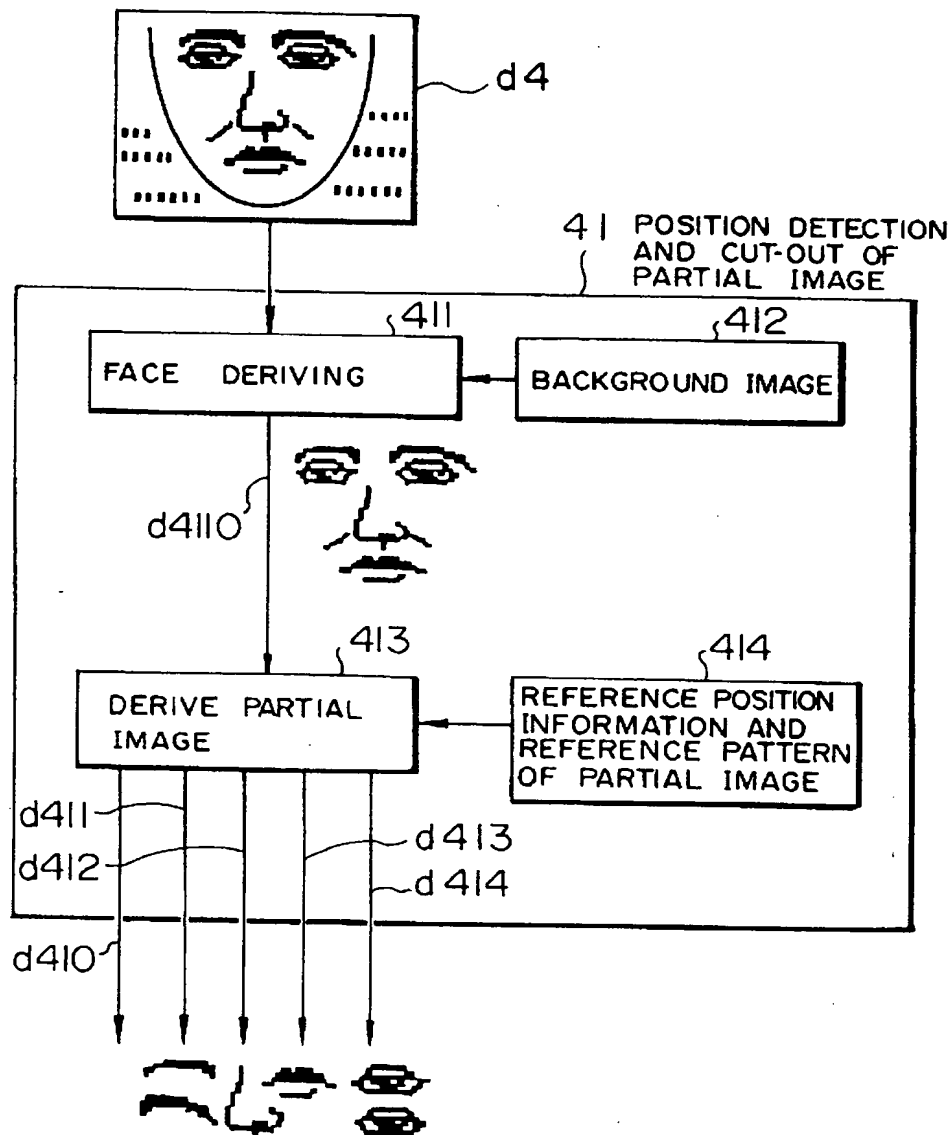 d4
41 POSITION DETECTION
AND CUT-OUT OF
PARTIAL IMAGE
411
412
FACE DERIVING
BACKGROUND IMAGE
d4110
413
414
DERIVE PARTIAL
IMAGE
REFERENCE POSITION
INFORMATION AND
REFERENCE PATTERN
OF PARTIAL IMAGE
d411
d413
d412
d414
d410